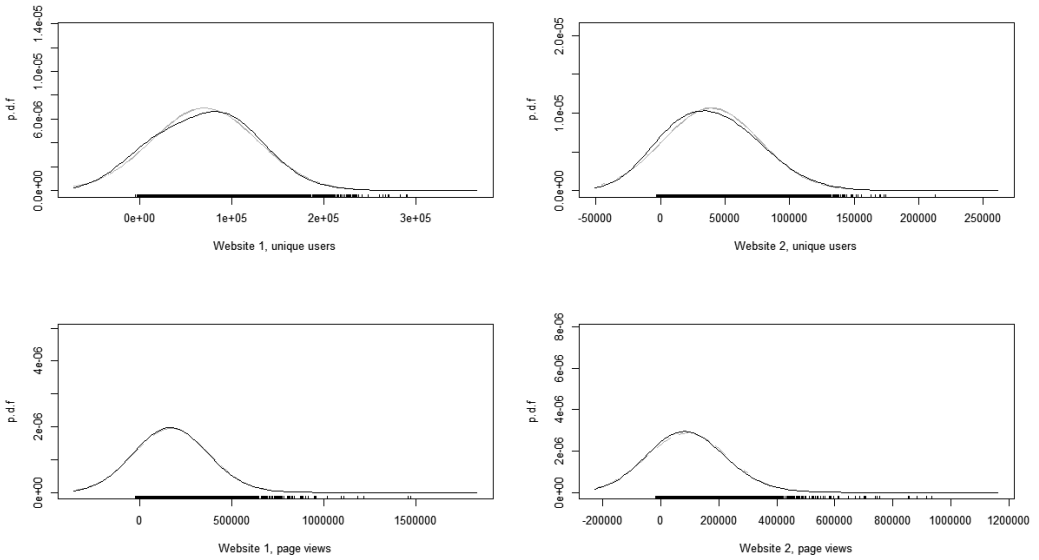 p.d.f
0.0e+00 6.0e-06 1.0e-05 1.4e-05
0e+00 1e+05 2e+05 3e+05
Website 1, unique users
p.d.f
0.0e+00 1.0e-05 2.0e-05
-50000 0 50000 100000 150000 200000 250000
Website 2, unique users
p.d.f
0e+00 2e-06 4e-06
0 500000 1000000 1500000
Website 1, page views
p.d.f
0e+00 2e-06 4e-06 6e-06 8e-06
-200000 0 200000 400000 600000 800000 1000000 1200000
Website 2, page views